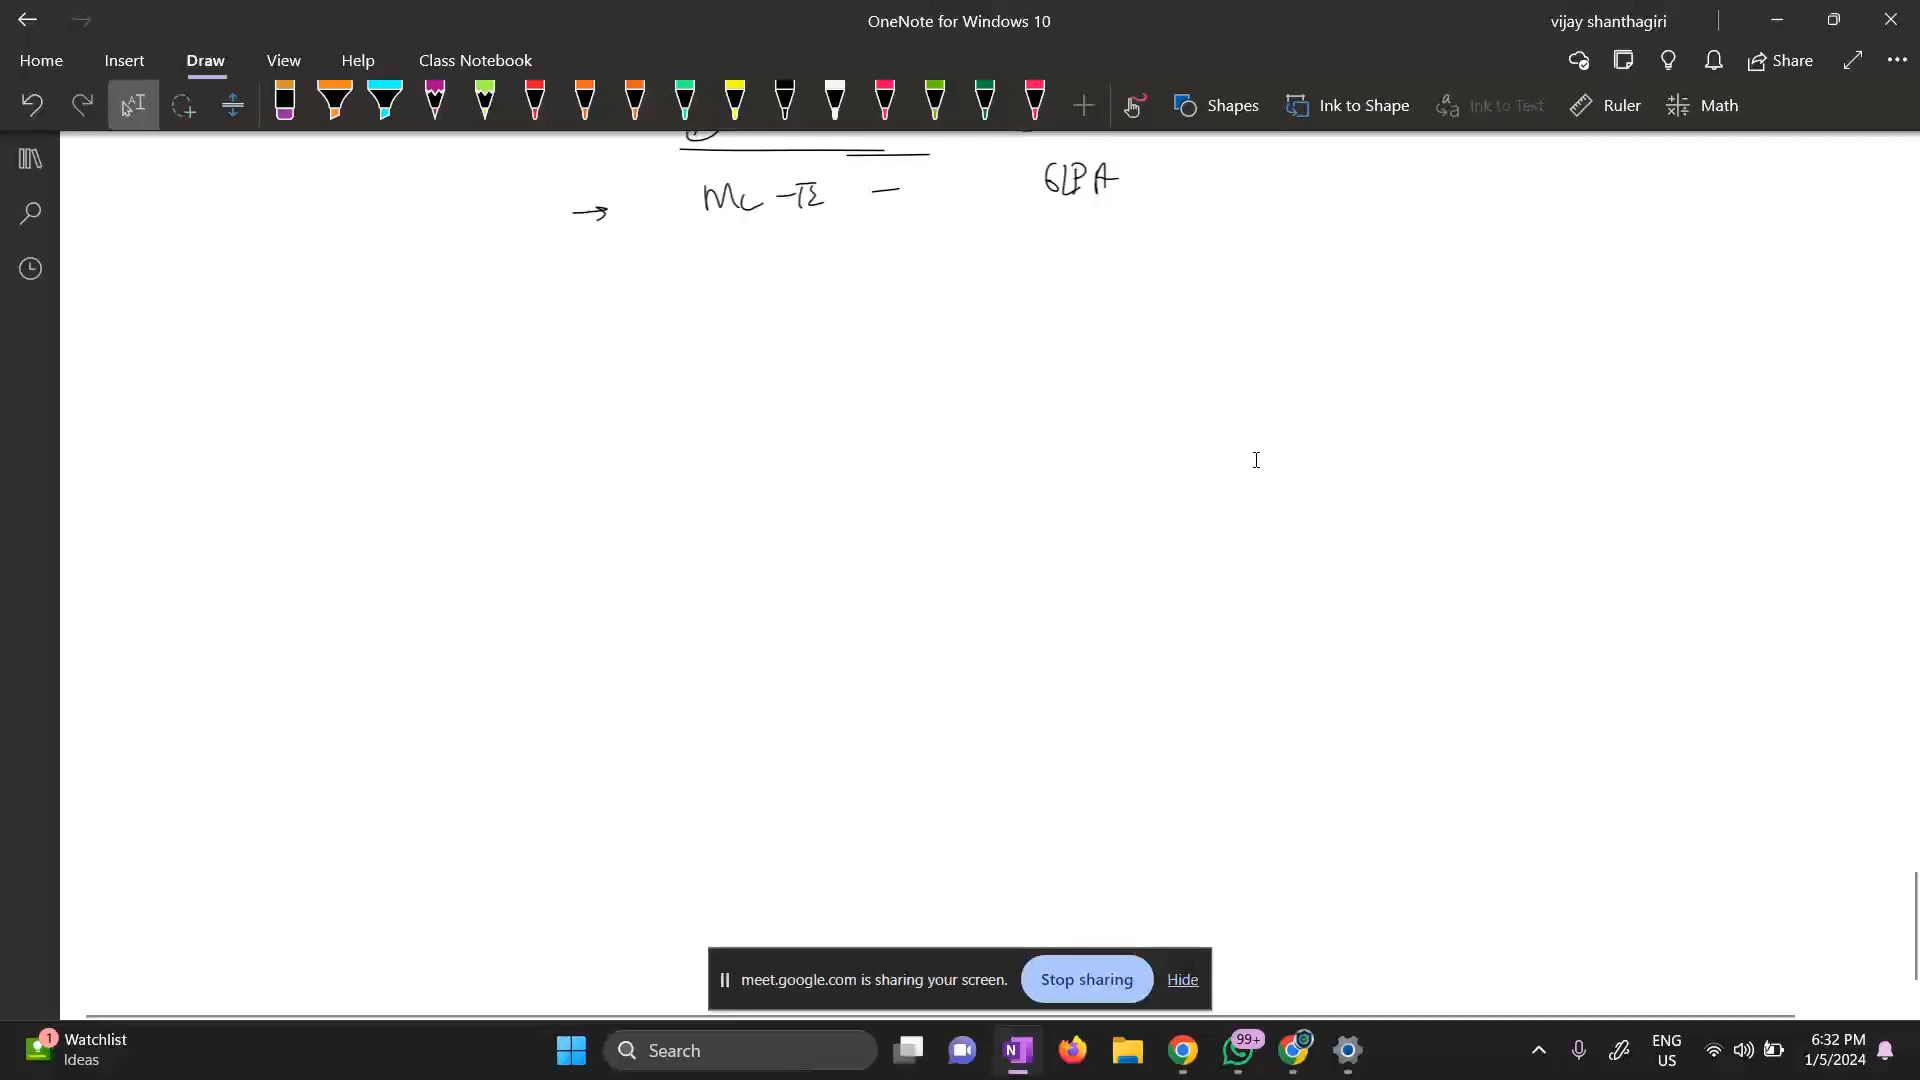 OneNote for Windows 10
vijay shanthagiri
Home Insert Draw View Help Class Notebook
Share
Shapes Ink to Shape Ink to Text Ruler Math
→ Mc - – 6LPA
meet.google.com is sharing your screen. Stop sharing Hide
1 Watchlist
Ideas
Search
99+
ENG
US
6:32 PM
1/5/2024